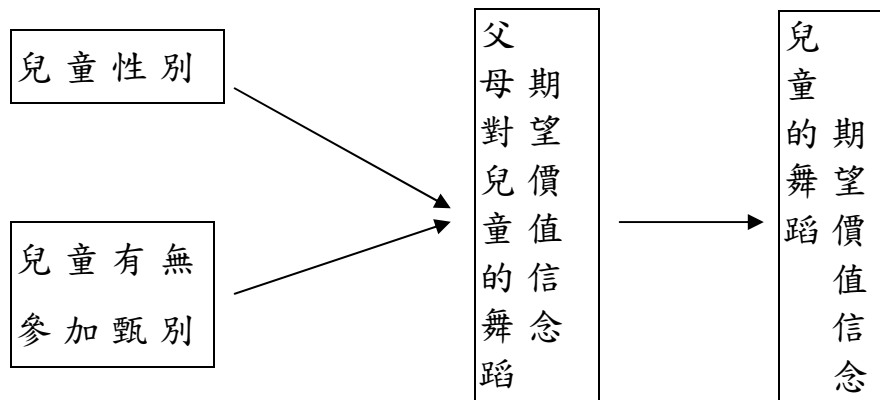 兒童性別
兒童有無
參加甄別
父母對兒童的舞蹈
期望價值信念
兒童的舞蹈
期望價值信念